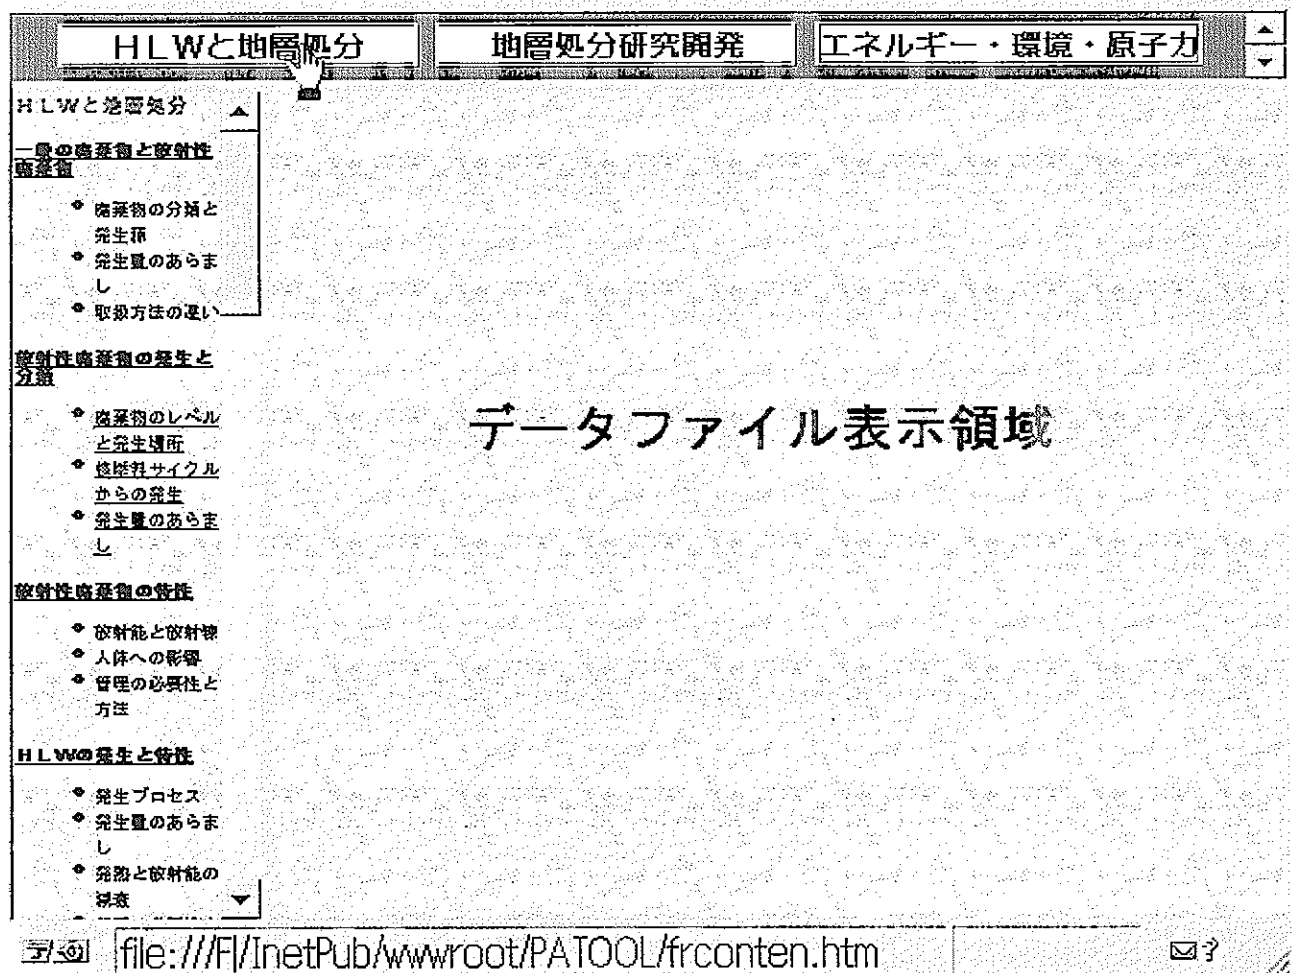 HLWと地層処分
地層処分研究開発
エネルギー・環境・原子力
HLWと地層処分
一般の廃棄物と放射性
廃棄物
廃棄物の分類と
発生源
発生量のあらま
し
取扱方法の違い
放射性廃棄物の発生と
分類
廃棄物のレベル
と発生場所
核燃料サイクル
からの発生
発生量のあらま
し
放射性廃棄物の特性
放射能と放射線
人体への影響
管理の必要性と
方法
HLWの発生と特性
発生プロセス
発生量のあらま
し
発熱と放射能の
減衰
データファイル表示領域
file:///F|/InetPub/wwwroot/PATOOL/frconten.htm